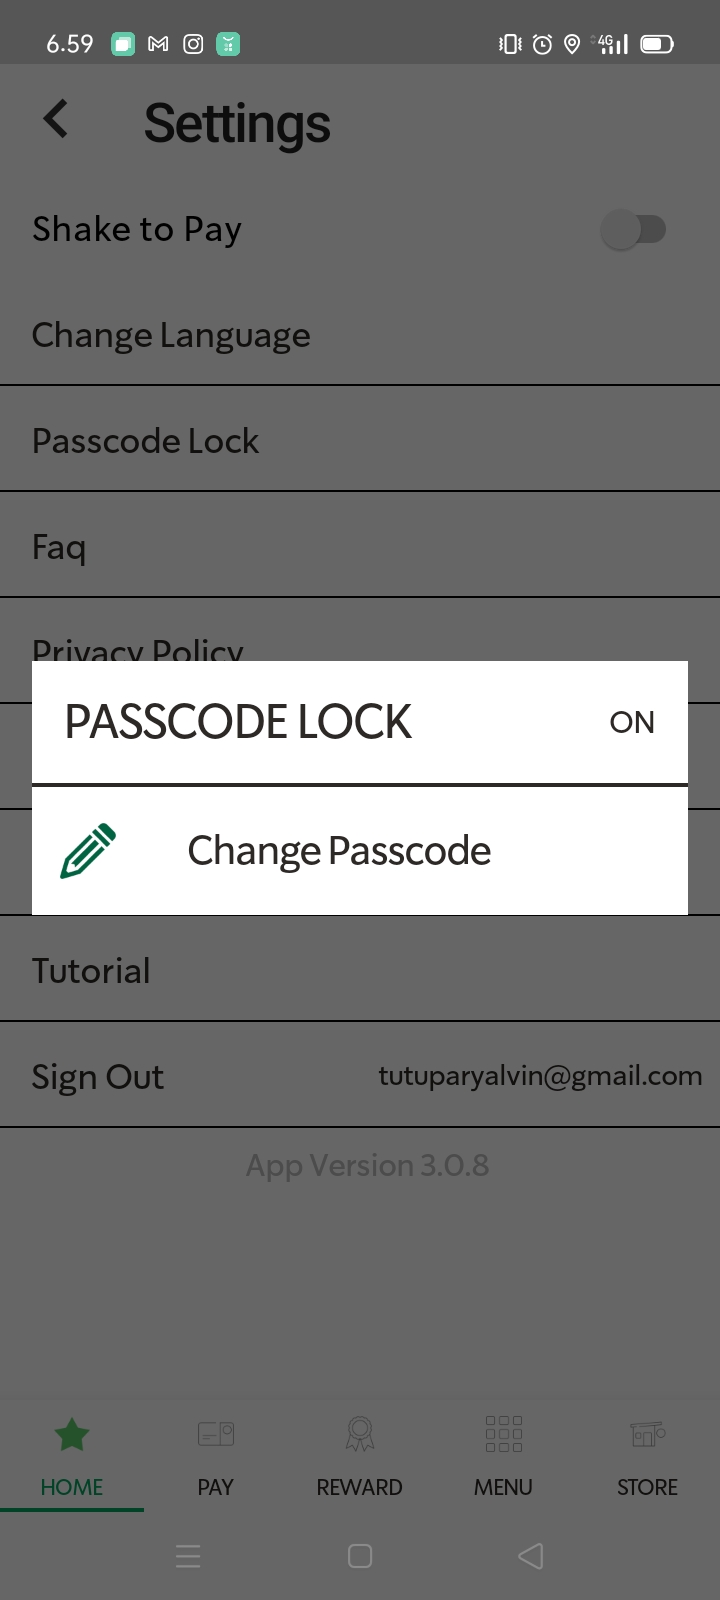 6.59 4G
Settings
Shake to Pay
Change Language
Passcode Lock
Faq
Privacy Policy
PASSCODE LOCK ON
Change Passcode
Tutorial
Sign Out tutuparyalvin@gmail.com
App Version 3.0.8
HOME PAY REWARD MENU STORE